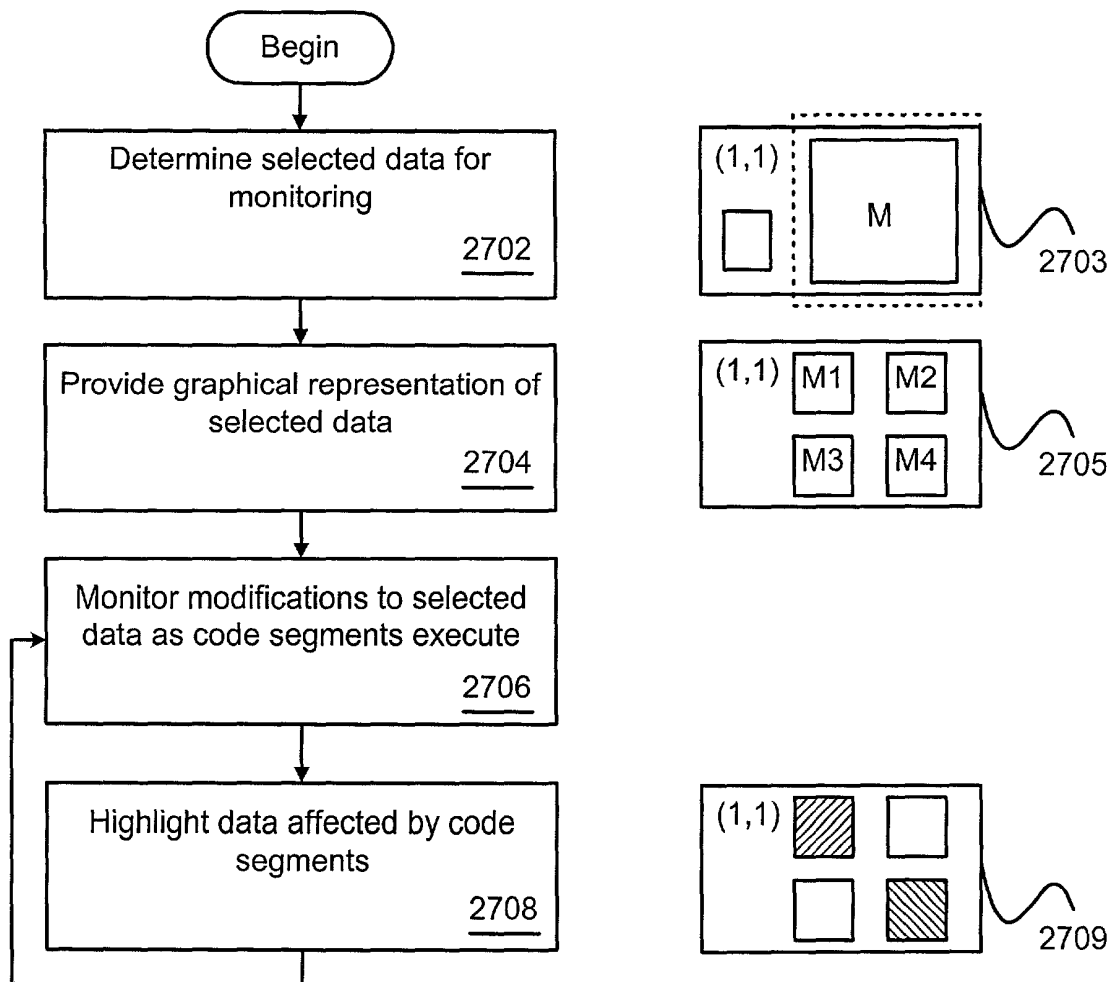 Begin
Determine selected data for
monitoring
2702
(1,1)
M
2703
Provide graphical representation of
selected data
2704
(1,1) M1 M2
M3 M4
2705
Monitor modifications to selected
data as code segments execute
2706
Highlight data affected by code
segments
2708
(1,1)
2709